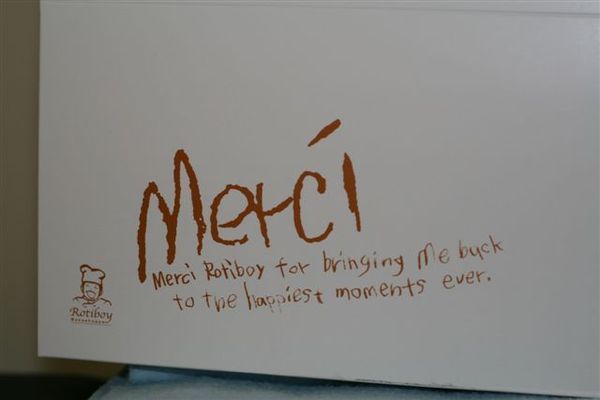 Merci
Merci Rotiboy for bringing Me back
to the happiest moments ever.
Rotiboy